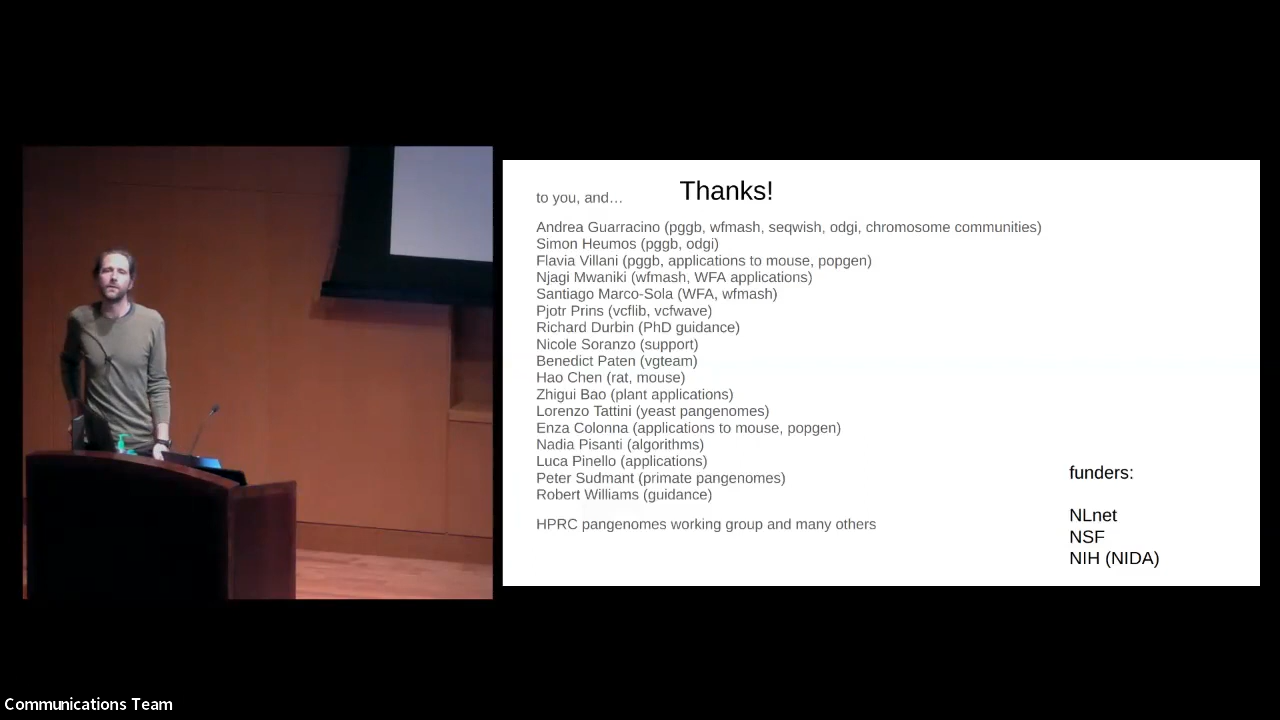 Thanks!
to you, and…
Andrea Guarracino (pggb, wfmash, seqwish, odgi, chromosome communities)
Simon Heumos (pggb, odgi)
Flavia Villani (pggb, applications to mouse, popgen)
Njagi Mwaniki (wfmash, WFA applications)
Santiago Marco-Sola (WFA, wfmash)
Pjotr Prins (vcflib, vcfwave)
Richard Durbin (PhD guidance)
Nicole Soranzo (support)
Benedict Paten (vgteam)
Hao Chen (rat, mouse)
Zhigui Bao (plant applications)
Lorenzo Tattini (yeast pangenomes)
Enza Colonna (applications to mouse, popgen)
Nadia Pisanti (algorithms)
Luca Pinello (applications)
Peter Sudmant (primate pangenomes)
Robert Williams (guidance)
HPRC pangenomes working group and many others
funders:
NLnet
NSF
NIH (NIDA)
Communications Team